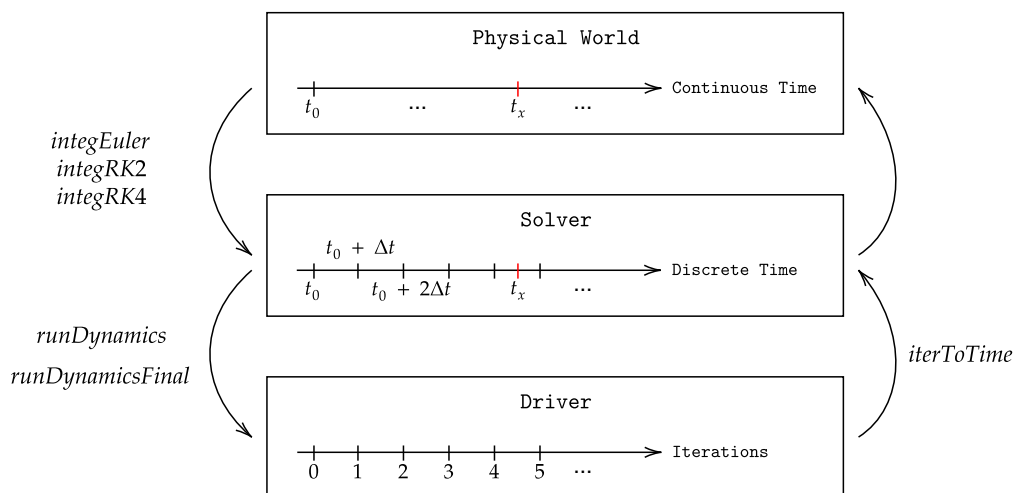 Physical World
Continuous Time
t₀ ... tₓ ...
integEuler
integRK2
integRK4
Solver
t₀ + Δt
Discrete Time
t₀ t₀ + 2Δt tₓ ...
runDynamics
runDynamicsFinal
iterToTime
Driver
Iterations
0 1 2 3 4 5 ...